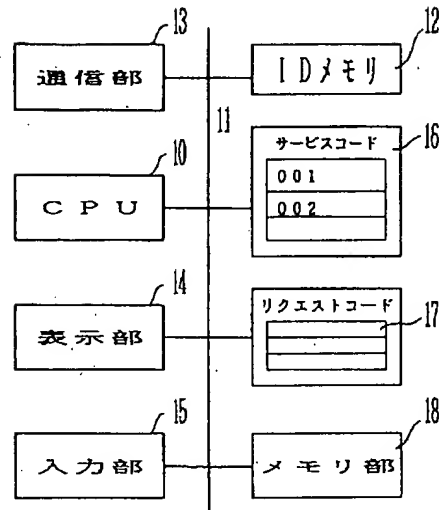 13
通信部
12
IDメモリ
11
10
CPU
16
サービスコード
001
002
14
表示部
17
リクエストコード
15
入力部
18
メモリ部